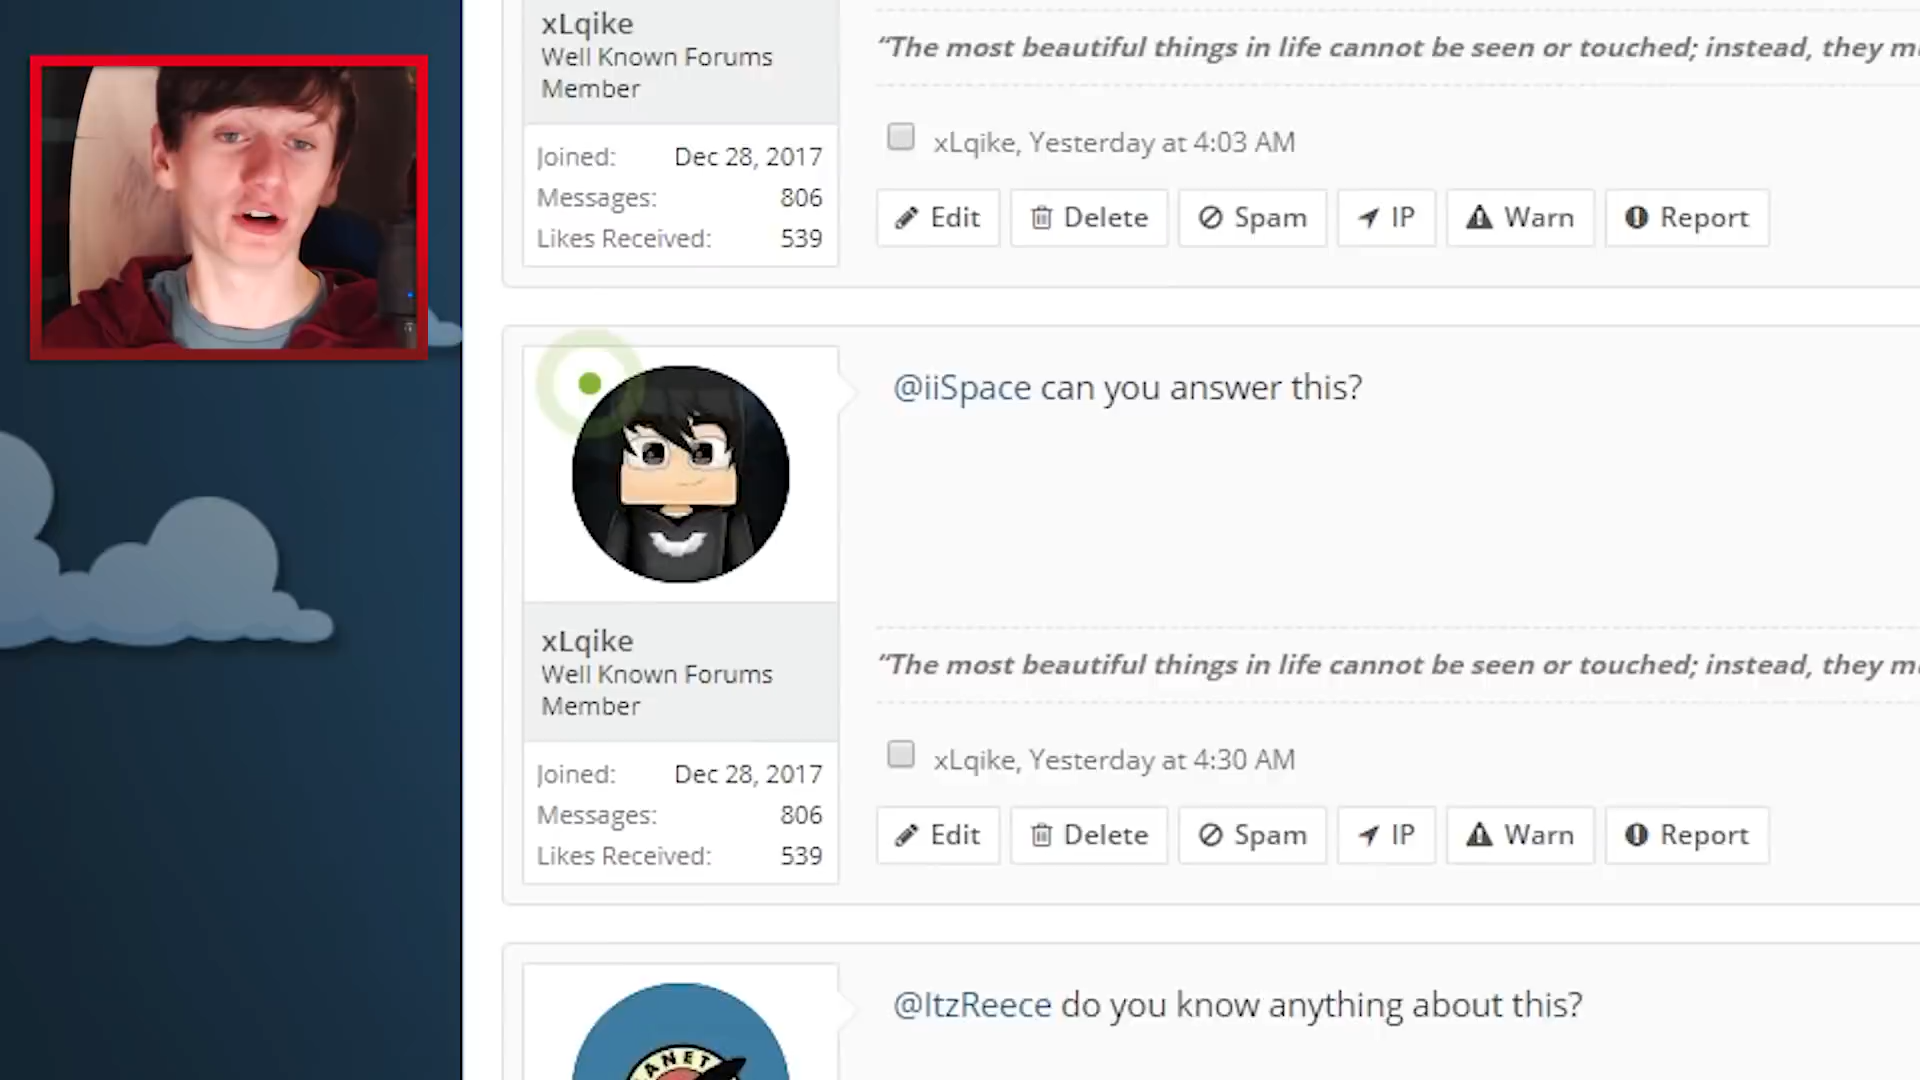 xLqike
Well Known Forums
Member
Joined: Dec 28, 2017
Messages: 806
Likes Received: 539
“The most beautiful things in life cannot be seen or touched; instead, they
xLqike, Yesterday at 4:03 AM
Edit Delete Spam IP Warn Report
@iiSpace can you answer this?
xLqike
Well Known Forums
Member
Joined: Dec 28, 2017
Messages: 806
Likes Received: 539
“The most beautiful things in life cannot be seen or touched; instead, they
xLqike, Yesterday at 4:30 AM
Edit Delete Spam IP Warn Report
@ItzReece do you know anything about this?